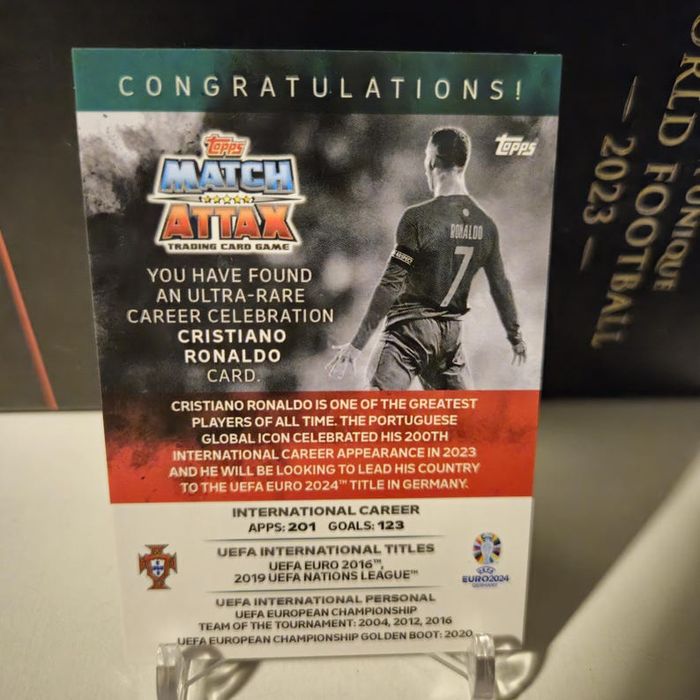 CONGRATULATIONS!
Topps
MATCH
ATTAX
TRADING CARD GAME
Topps
RESPECT
RONALDO
7
YOU HAVE FOUND
AN ULTRA-RARE
CAREER CELEBRATION
CRISTIANO
RONALDO
CARD.
CRISTIANO RONALDO IS ONE OF THE GREATEST
PLAYERS OF ALL TIME. THE PORTUGUESE
GLOBAL ICON CELEBRATED HIS 200TH
INTERNATIONAL CAREER APPEARANCE IN 2023
AND HE WILL BE LOOKING TO LEAD HIS COUNTRY
TO THE UEFA EURO 2024™ TITLE IN GERMANY.
INTERNATIONAL CAREER
APPS: 201 GOALS: 123
UEFA INTERNATIONAL TITLES
UEFA EURO 2016™,
2019 UEFA NATIONS LEAGUE™
UEFA
EURO2024
GERMANY
UEFA INTERNATIONAL PERSONAL
UEFA EUROPEAN CHAMPIONSHIP
TEAM OF THE TOURNAMENT: 2004, 2012, 2016
UEFA EUROPEAN CHAMPIONSHIP GOLDEN BOOT: 2020
FOOTBALL
— 2023 —